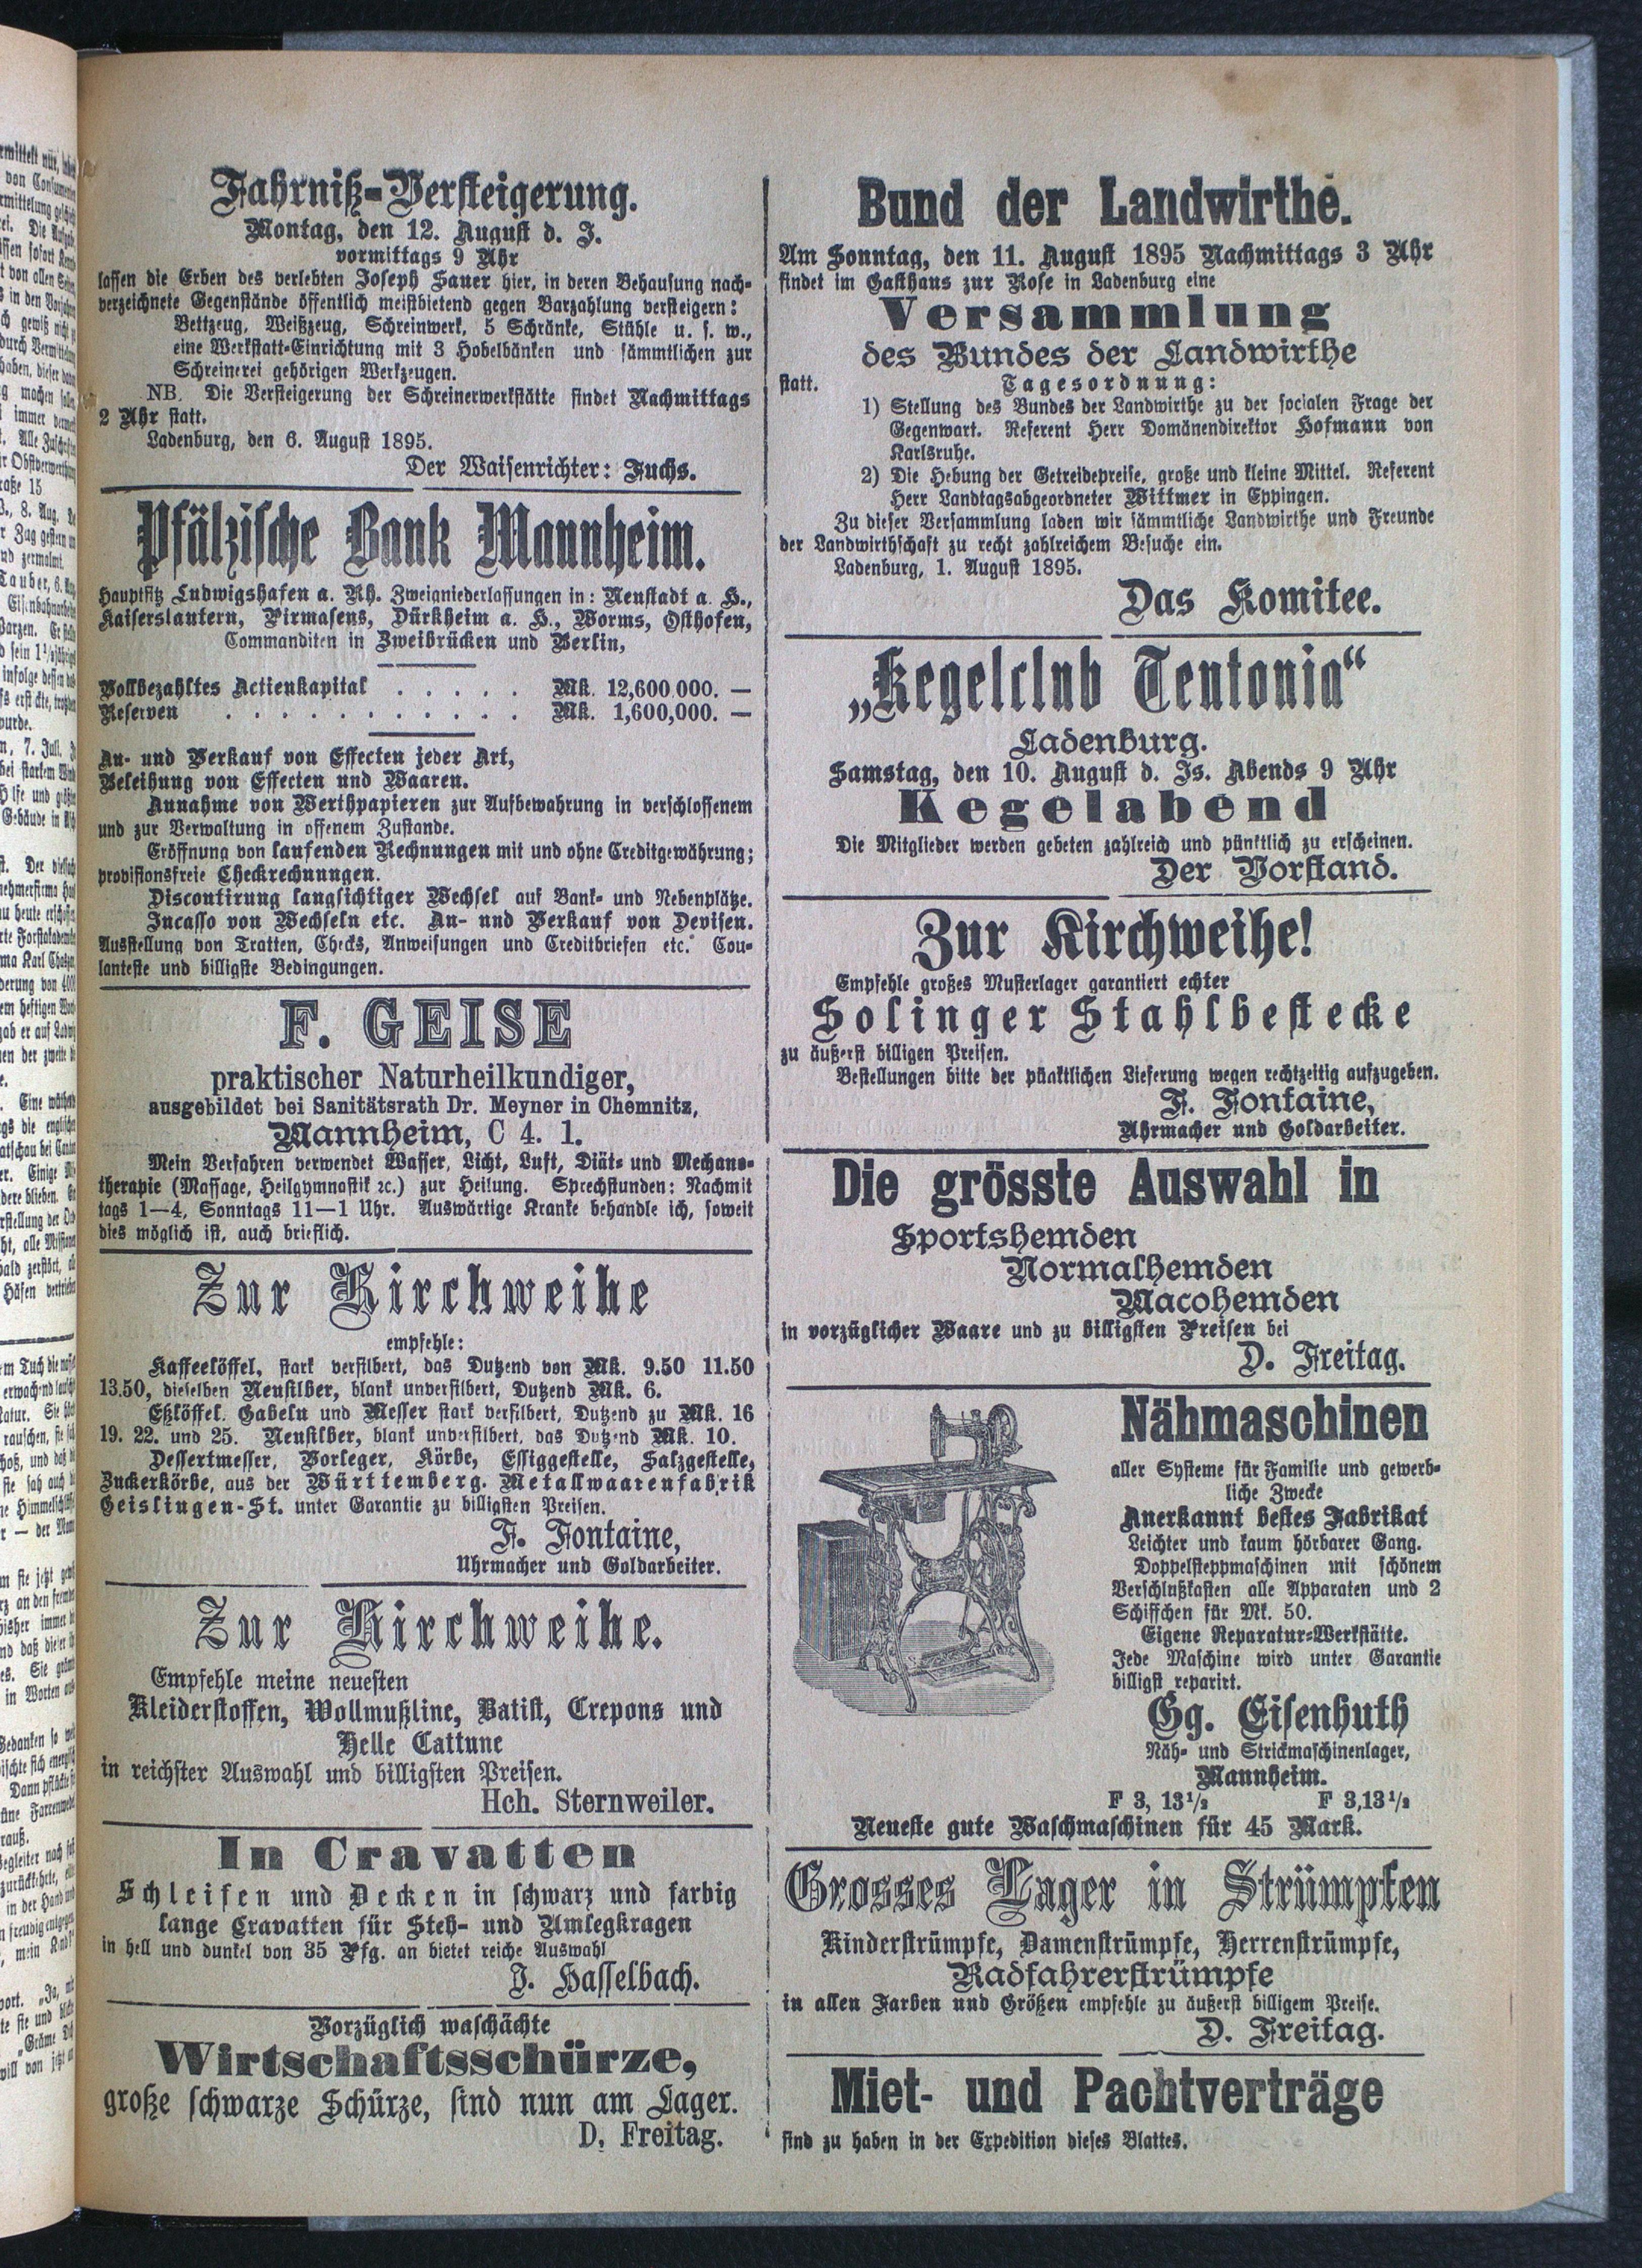 Fahrniß-Versteigerung.
Montag, den 12. August d. J.
vormittags 9 Uhr
lassen die Erben des verlebten Joseph Sauer hier, in deren Behausung nach-
verzeichnete Gegenstände öffentlich meistbietend gegen Barzahlung versteigern:
Bettzeug, Weißzeug, Schreinwerk, 5 Schränke, Stühle u. s. w.,
eine Werkstatt-Einrichtung mit 3 Hobelbänken und sämmtlichen zur
Schreinerei gehörigen Werkzeugen.
NB. Die Versteigerung der Schreinerwerkstätte findet Nachmittags
2 Uhr statt.
Ladenburg, den 6. August 1895.
Der Waisenrichter: Fuchs.
Pfälzische Bank Mannheim.
Hauptsitz Ludwigshafen a. Rh. Zweigniederlassungen in: Neustadt a. H.,
Kaiserslautern, Pirmasens, Dürkheim a. H., Worms, Osthofen,
Commanditen in Zweibrücken und Berlin,
Vollbezahltes Actienkapital . . . . . Mk. 12,600,000. —
Reserven . . . . . . . . . . . Mk. 1,600,000. —
An- und Verkauf von Effecten jeder Art,
Beleihung von Effecten und Waaren.
Annahme von Werthpapieren zur Aufbewahrung in verschlossenem
und zur Verwaltung in offenem Zustande.
Eröffnung von laufenden Rechnungen mit und ohne Creditgewährung;
provisionsfreie Checkrechnungen.
Discontirung langsichtiger Wechsel auf Bank- und Nebenplätze.
Incasso von Wechseln etc. An- und Verkauf von Devisen.
Ausstellung von Tratten, Checks, Anweisungen und Creditbriefen etc. Cou-
lanteste und billigste Bedingungen.
F. GEISE
praktischer Naturheilkundiger,
ausgebildet bei Sanitätsrath Dr. Meyner in Chemnitz,
Mannheim, C 4. 1.
Mein Verfahren verwendet Wasser, Licht, Luft, Diät- und Mechano-
therapie (Massage, Heilgymnastik ꝛc.) zur Heilung. Sprechstunden: Nachmit
tags 1—4, Sonntags 11—1 Uhr. Auswärtige Kranke behandle ich, soweit
dies möglich ist, auch brieflich.
Zur Kirchweihe
empfehle:
Kaffeelöffel, stark versilbert, das Dutzend von Mk. 9.50 11.50
13.50, dieselben Neusilber, blank unversilbert, Dutzend Mk. 6.
Eßlöffel. Gabeln und Messer stark versilbert, Dutzend zu Mk. 16
19. 22. und 25. Neusilber, blank unversilbert, das Dutzend Mk. 10.
Dessertmesser, Vorleger, Körbe, Essiggestelle, Salzgestelle,
Zuckerkörbe, aus der Württemberg. Metallwaarenfabrik
Geislingen-St. unter Garantie zu billigsten Preisen.
F. Fontaine,
Uhrmacher und Goldarbeiter.
Zur Kirchweihe.
Empfehle meine neuesten
Kleiderstoffen, Wollmußline, Batist, Crepons und
Helle Cattune
in reichster Auswahl und billigsten Preisen.
Hch. Sternweiler.
In Cravatten
Schleifen und Decken in schwarz und farbig
lange Cravatten für Steh- und Umlegkragen
in hell und dunkel von 35 Pfg. an bietet reiche Auswahl
J. Hasselbach.
Vorzüglich waschächte
Wirtschaftsschürze,
große schwarze Schürze, sind nun am Lager.
D. Freitag.
Bund der Landwirthe.
Am Sonntag, den 11. August 1895 Nachmittags 3 Uhr
findet im Gasthaus zur Rose in Ladenburg eine
Versammlung
des Bundes der Landwirthe
statt. Tagesordnung:
1) Stellung des Bundes der Landwirthe zu der socialen Frage der
Gegenwart. Referent Herr Domänendirektor Hofmann von
Karlsruhe.
2) Die Hebung der Getreidepreise, große und kleine Mittel. Referent
Herr Landtagsabgeordneter Wittmer in Eppingen.
Zu dieser Versammlung laden wir sämmtliche Landwirthe und Freunde
der Landwirthschaft zu recht zahlreichem Besuche ein.
Ladenburg, 1. August 1895.
Das Komitee.
„Kegelclub Teutonia“
Ladenburg.
Samstag, den 10. August d. Js. Abends 9 Uhr
Kegelabend
Die Mitglieder werden gebeten zahlreich und pünktlich zu erscheinen.
Der Vorstand.
Zur Kirchweihe!
Empfehle großes Musterlager garantiert echter
Solinger Stahlbestecke
zu äußerst billigen Preisen.
Bestellungen bitte der pünktlichen Lieferung wegen rechtzeitig aufzugeben.
F. Fontaine,
Uhrmacher und Goldarbeiter.
Die grösste Auswahl in
Sportshemden
Normalhemden
Macohemden
in vorzüglicher Waare und zu billigsten Preisen bei
D. Freitag.
Nähmaschinen
aller Systeme für Familie und gewerb-
liche Zwecke
Anerkannt bestes Fabrikat
Leichter und kaum hörbarer Gang.
Doppelsteppmaschinen mit schönem
Verschlußkasten alle Apparaten und 2
Schiffchen für Mk. 50.
Eigene Reparatur-Werkstätte.
Jede Maschine wird unter Garantie
billigst reparirt.
Gg. Eisenhuth
Näh- und Strickmaschinenlager,
Mannheim.
F 3, 13½ F 3,13½
Neueste gute Waschmaschinen für 45 Mark.
Grosses Lager in Strümpfen
Kinderstrümpfe, Damenstrümpfe, Herrenstrümpfe,
Radfahrerstrümpfe
in allen Farben und Größen empfehle zu äußerst billigem Preise.
D. Freitag.
Miet- und Pachtverträge
sind zu haben in der Expedition dieses Blattes.